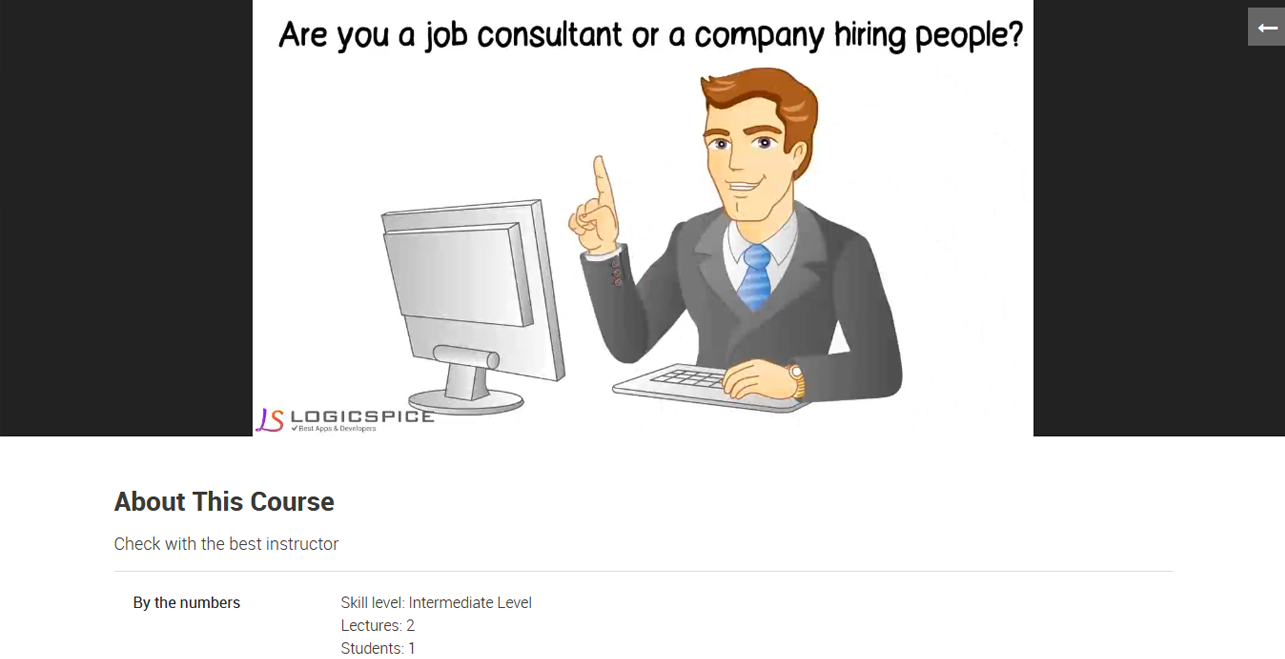 Are you a job consultant or a company hiring people?
LS LOGICSPICE
✔Best Apps & Developers
About This Course
Check with the best instructor
By the numbers
Skill level: Intermediate Level
Lectures: 2
Students: 1